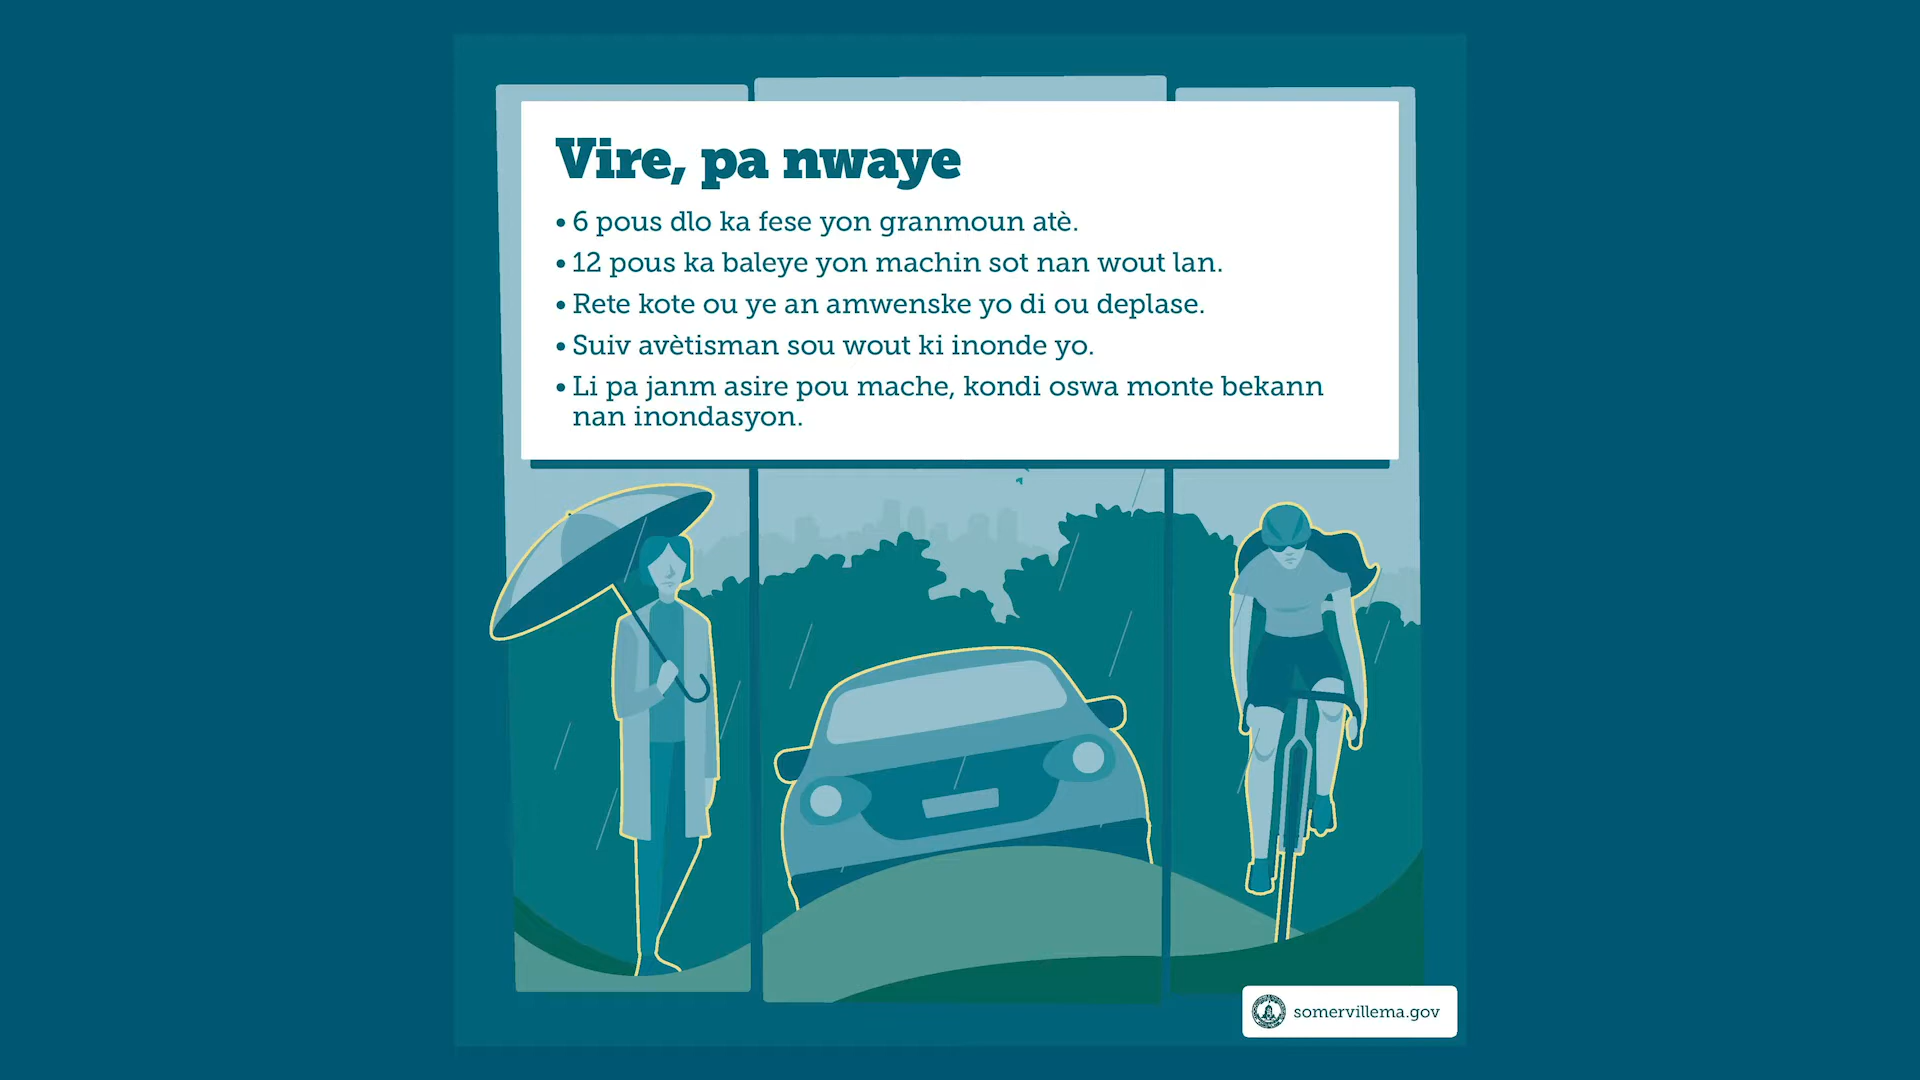 Vire, pa nwaye
• 6 pous dlo ka fese yon granmoun atè.
• 12 pous ka baleye yon machin sot nan wout lan.
• Rete kote ou ye an amwenske yo di ou deplase.
• Suiv avètisman sou wout ki inonde yo.
• Li pa janm asire pou mache, kondi oswa monte bekann
nan inondasyon.
somervillema.gov